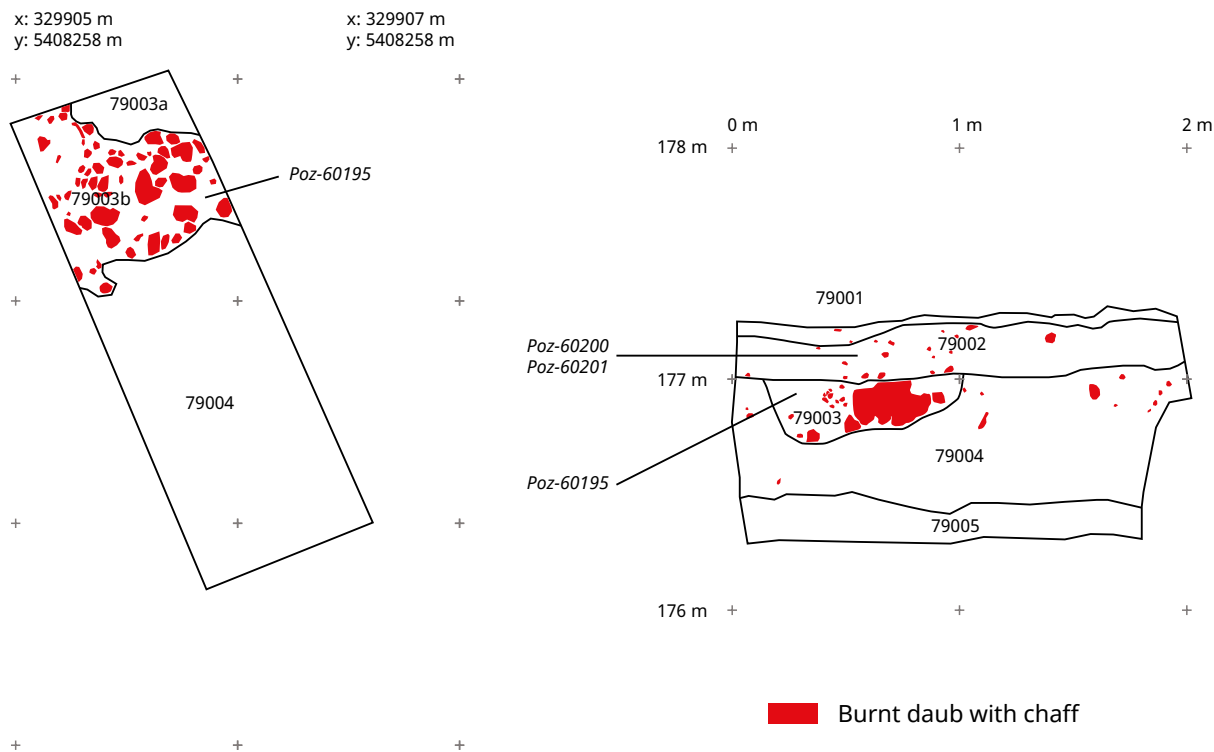 x: 329905 m
y: 5408258 m
x: 329907 m
y: 5408258 m
79003a
Poz-60195
79003b
79004
0 m
1 m
2 m
178 m
79001
Poz-60200
Poz-60201
79002
177 m
79003
79004
Poz-60195
79005
176 m
Burnt daub with chaff